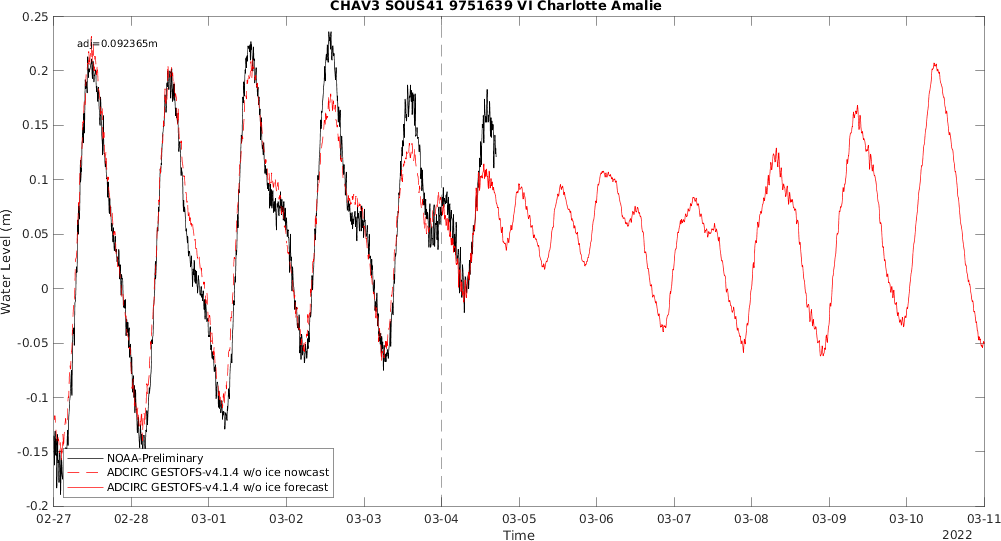 CHAV3 SOUS41 9751639 VI Charlotte Amalie
0.25
adj=0.092365m
0.2
0.15
0.1
0.05
0
-0.05
-0.1
-0.15
-0.2
Water Level (m)
NOAA-Preliminary
ADCIRC GESTOFS-v4.1.4 w/o ice nowcast
ADCIRC GESTOFS-v4.1.4 w/o ice forecast
02-27 02-28 03-01 03-02 03-03 03-04 03-05 03-06 03-07 03-08 03-09 03-10 03-11
Time
2022